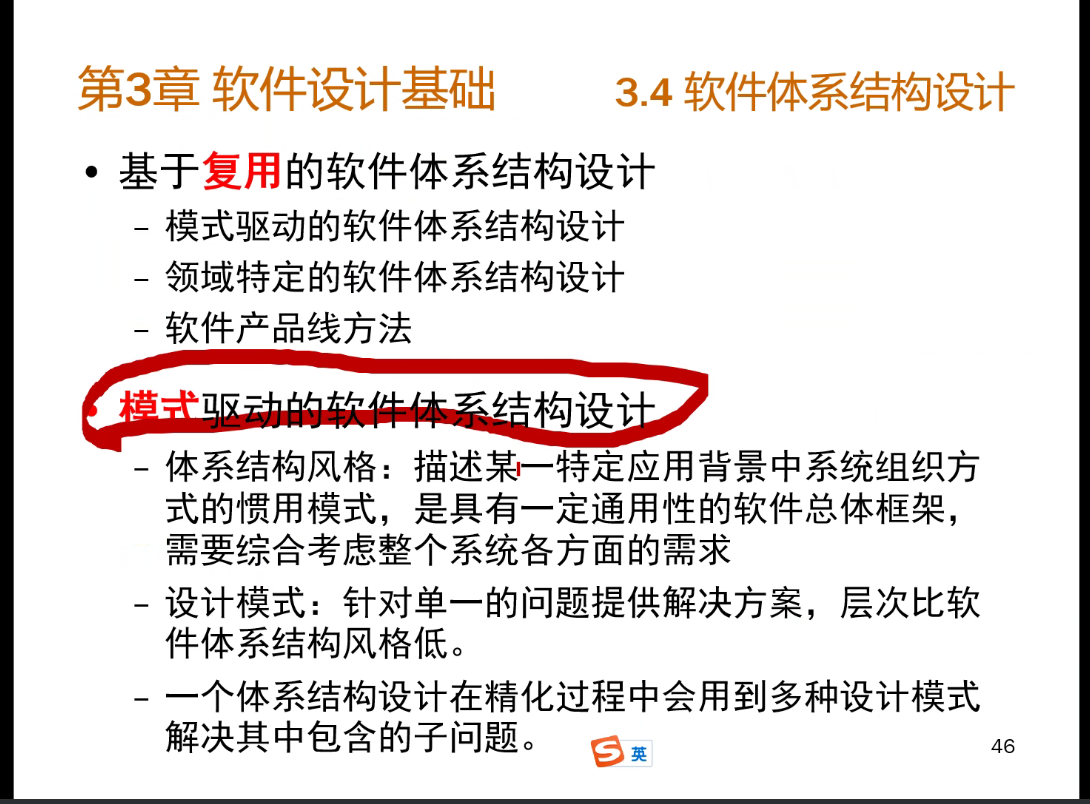 第3章 软件设计基础
3.4 软件体系结构设计
• 基于复用的软件体系结构设计
– 模式驱动的软件体系结构设计
– 领域特定的软件体系结构设计
– 软件产品线方法
• 模式驱动的软件体系结构设计
– 体系结构风格：描述某一特定应用背景中系统组织方
式的惯用模式，是具有一定通用性的软件总体框架，
需要综合考虑整个系统各方面的需求
– 设计模式：针对单一的问题提供解决方案，层次比软
件体系结构风格低。
– 一个体系结构设计在精化过程中会用到多种设计模式
解决其中包含的子问题。
S 英
46